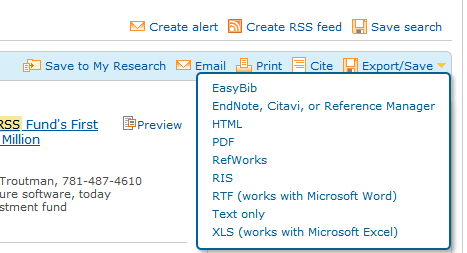 Create alert Create RSS feed Save search
Save to My Research Email Print Cite Export/Save
EasyBib
EndNote, Citavi, or Reference Manager
HTML
PDF
RefWorks
RIS
RTF (works with Microsoft Word)
Text only
XLS (works with Microsoft Excel)
RSS Fund's First Preview
Million
Troutman, 781-487-4610
ure software, today
stment fund